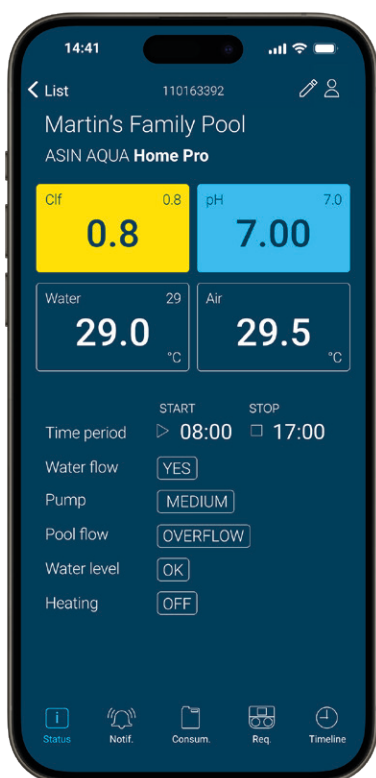 14:41
List 110163392
Martin's Family Pool
ASIN AQUA Home Pro
Clf 0.8 pH 7.0
0.8 7.00
Water 29 Air
29.0 °C 29.5 °C
START STOP
Time period 08:00 17:00
Water flow YES
Pump MEDIUM
Pool flow OVERFLOW
Water level OK
Heating OFF
i
Status Notif. Consum. Req. Timeline